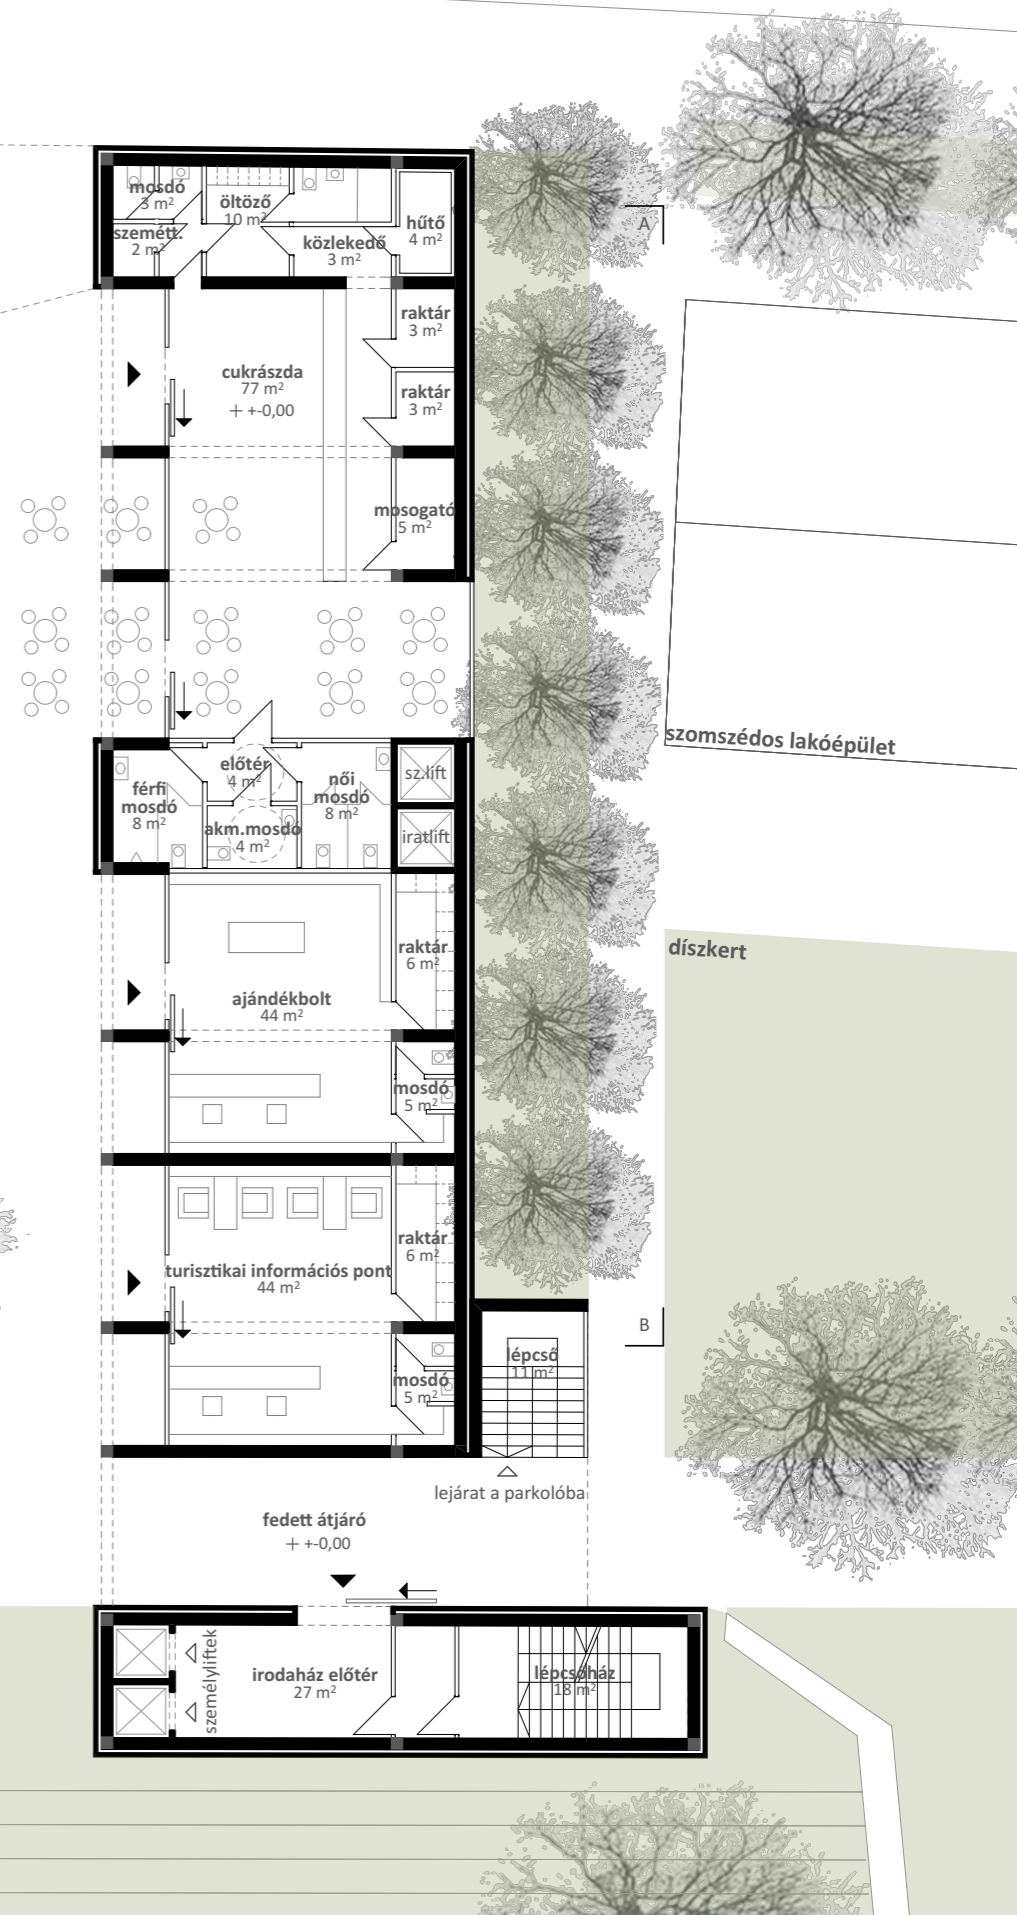 mosdó
3 m²
öltöző
10 m²
szemétt.
2 m²
közlekedő
3 m²
hűtő
4 m²
A
raktár
3 m²
cukrászda
77 m²
+-0,00
raktár
3 m²
mosogató
5 m²
szomszédos lakóépület
előtér
4 m²
sz.lift
férfi
mosdó
8 m²
női
mosdó
8 m²
akm.mosdó
4 m²
iratlift
díszkert
raktár
6 m²
ajándékbolt
44 m²
mosdó
5 m²
raktár
6 m²
turisztikai információs pont
44 m²
B
lépcső
11 m²
mosdó
5 m²
lejárat a parkolóba
fedett átjáró
+-0,00
személyliftek
irodaház előtér
27 m²
lépcsőház
18 m²